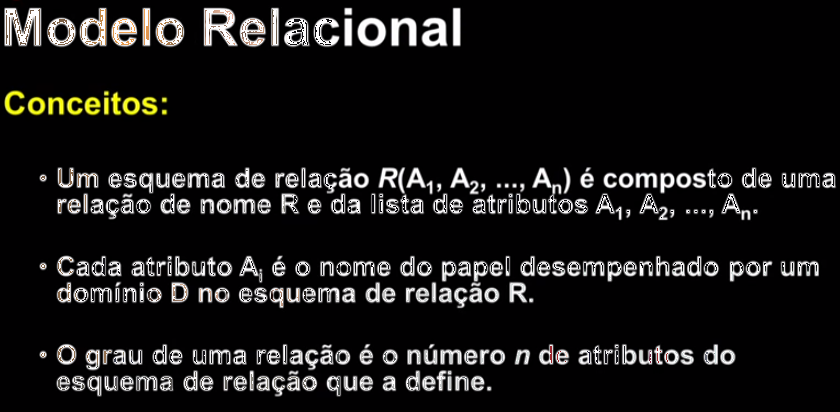 Modelo Relacional
Conceitos:
• Um esquema de relação R(A₁, A₂, ..., Aₙ) é composto de uma
relação de nome R e da lista de atributos A₁, A₂, ..., Aₙ.
• Cada atributo Aᵢ é o nome do papel desempenhado por um
domínio D no esquema de relação R.
• O grau de uma relação é o número n de atributos do
esquema de relação que a define.